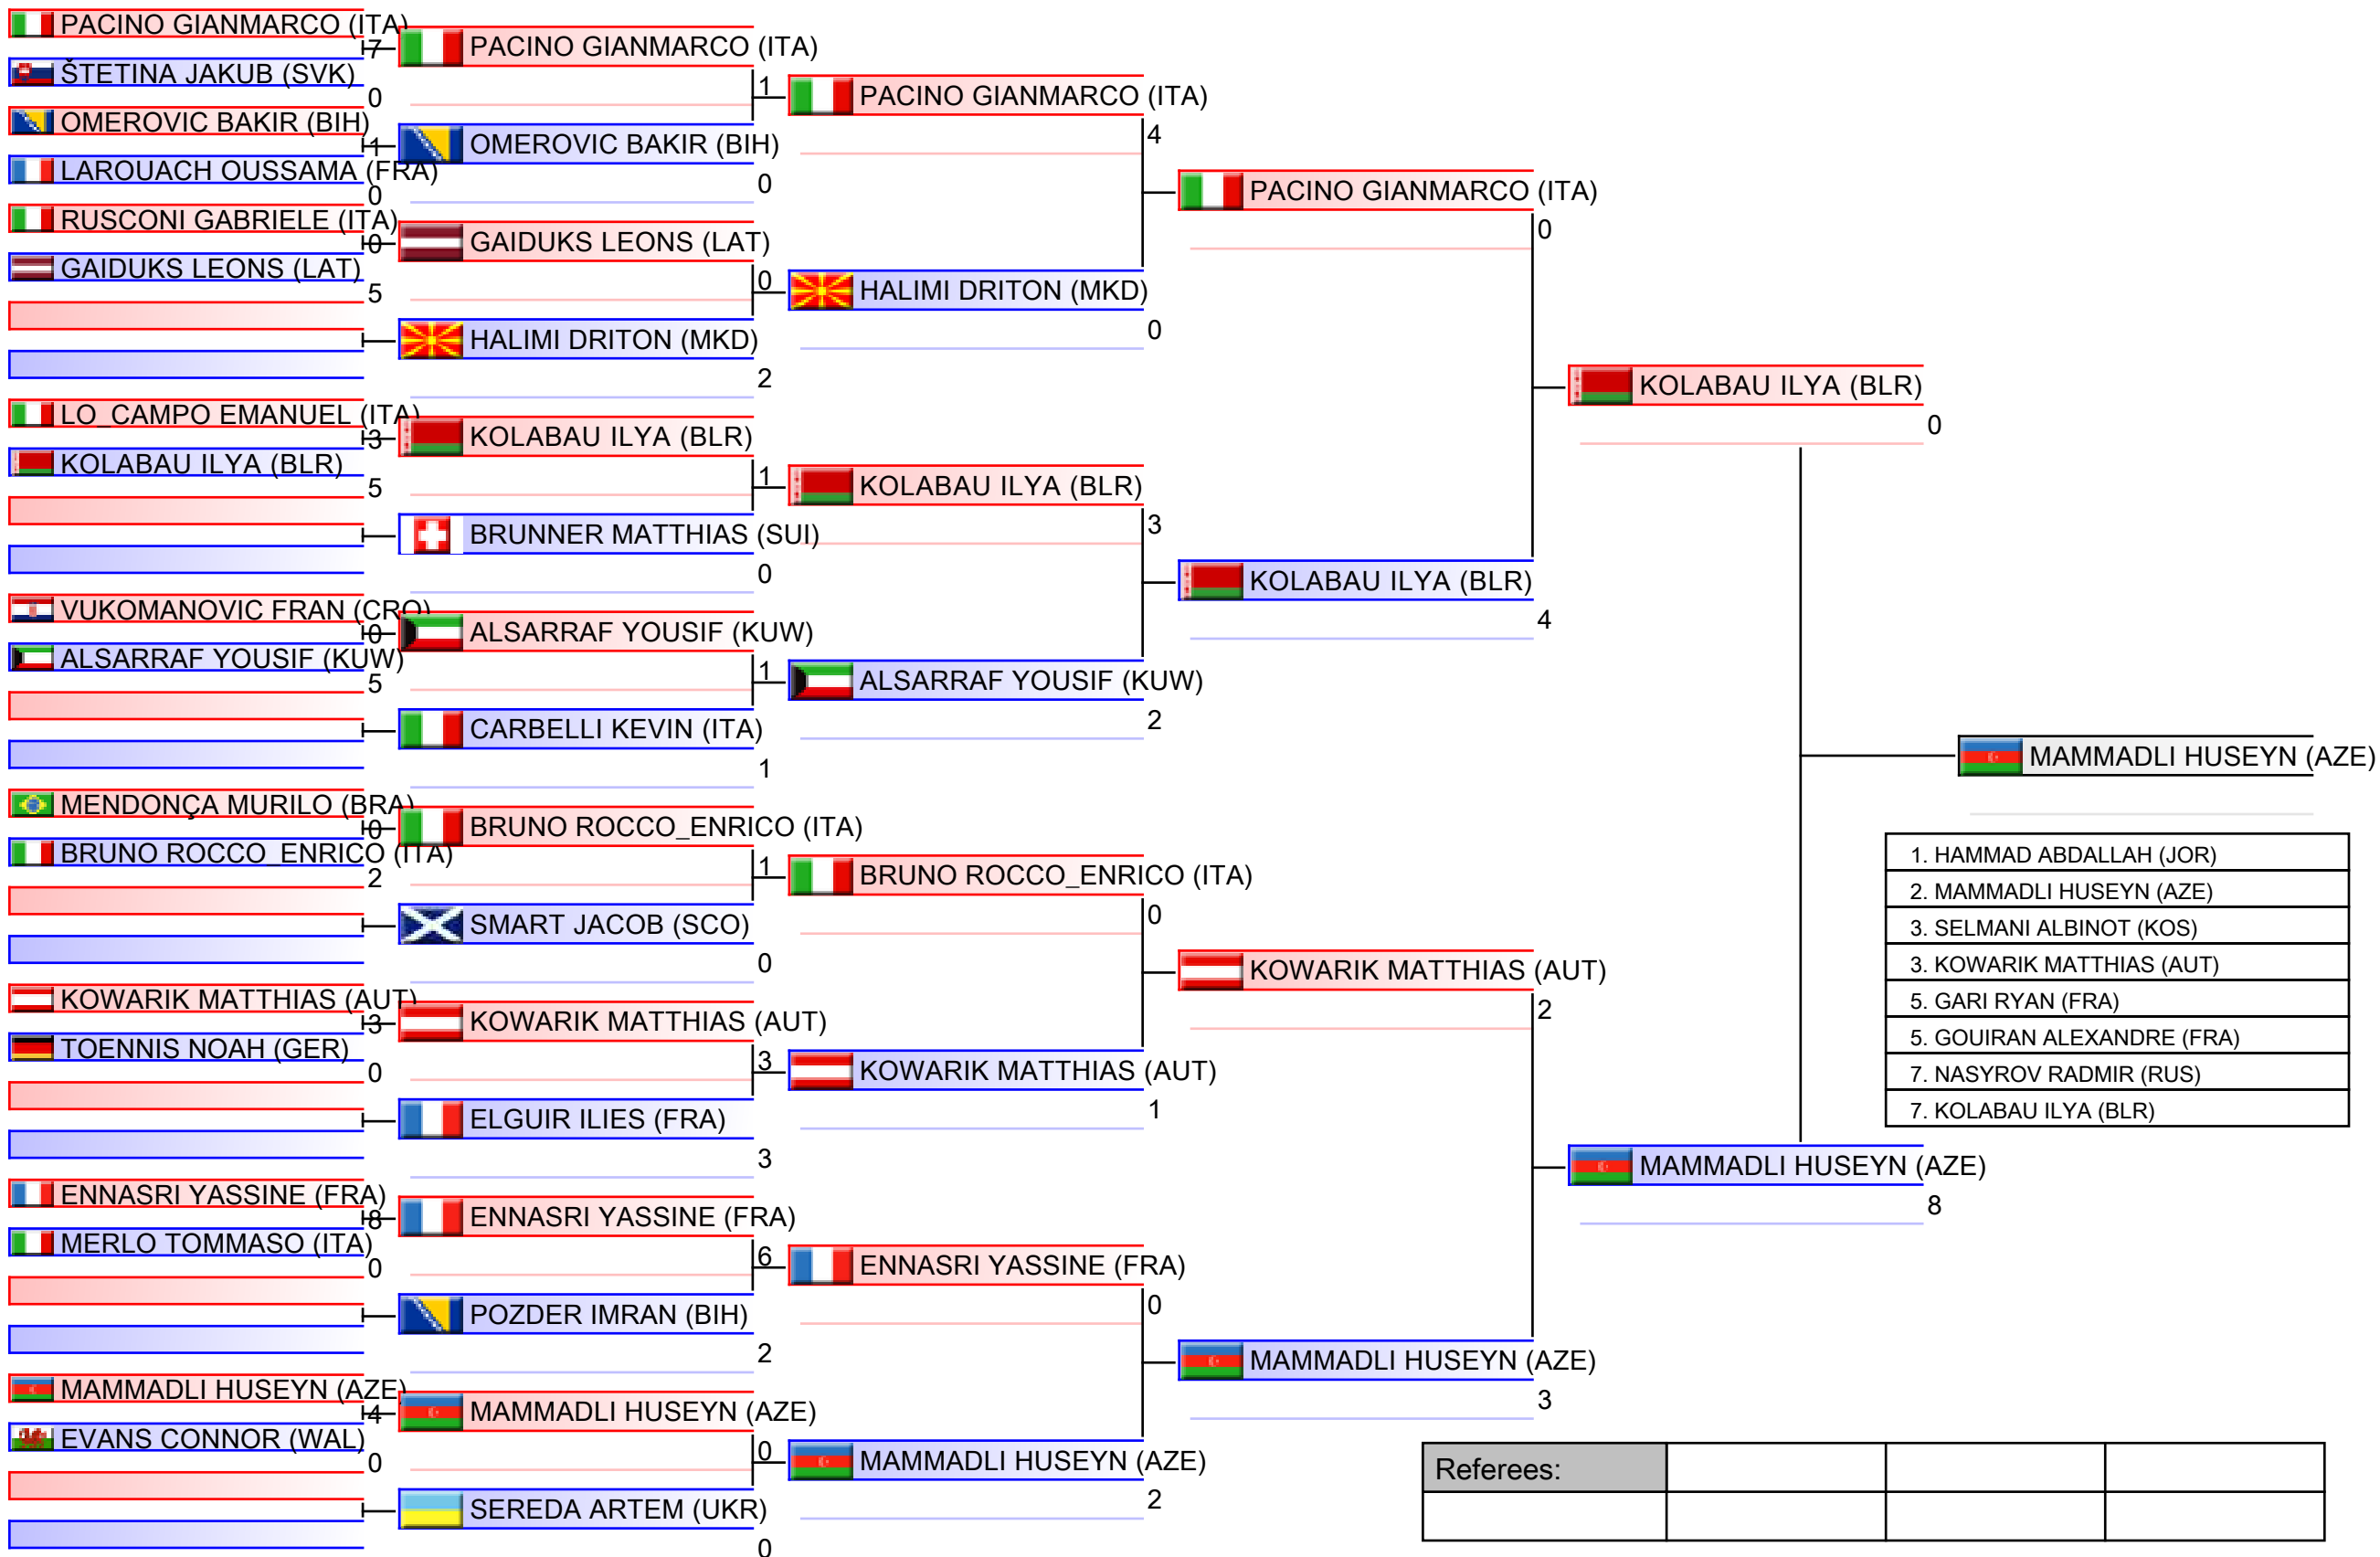 PACINO GIANMARCO (ITA)
7
ŠTETINA JAKUB (SVK)
0
OMEROVIC BAKIR (BIH)
1
LAROUACH OUSSAMA (FRA)
0
RUSCONI GABRIELE (ITA)
0
GAIDUKS LEONS (LAT)
5
LO_CAMPO EMANUEL (ITA)
3
KOLABAU ILYA (BLR)
5
VUKOMANOVIC FRAN (CRO)
0
ALSARRAF YOUSIF (KUW)
5
MENDONÇA MURILO (BRA)
0
BRUNO ROCCO_ENRICO (ITA)
2
KOWARIK MATTHIAS (AUT)
3
TOENNIS NOAH (GER)
0
ENNASRI YASSINE (FRA)
8
MERLO TOMMASO (ITA)
0
MAMMADLI HUSEYN (AZE)
4
EVANS CONNOR (WAL)
0
PACINO GIANMARCO (ITA)
1
OMEROVIC BAKIR (BIH)
0
GAIDUKS LEONS (LAT)
0
HALIMI DRITON (MKD)
2
KOLABAU ILYA (BLR)
1
BRUNNER MATTHIAS (SUI)
0
ALSARRAF YOUSIF (KUW)
1
CARBELLI KEVIN (ITA)
1
BRUNO ROCCO_ENRICO (ITA)
1
SMART JACOB (SCO)
0
KOWARIK MATTHIAS (AUT)
3
ELGUIR ILIES (FRA)
3
ENNASRI YASSINE (FRA)
6
POZDER IMRAN (BIH)
2
MAMMADLI HUSEYN (AZE)
0
SEREDA ARTEM (UKR)
0
PACINO GIANMARCO (ITA)
4
HALIMI DRITON (MKD)
0
KOLABAU ILYA (BLR)
3
ALSARRAF YOUSIF (KUW)
2
BRUNO ROCCO_ENRICO (ITA)
0
KOWARIK MATTHIAS (AUT)
1
ENNASRI YASSINE (FRA)
0
MAMMADLI HUSEYN (AZE)
2
PACINO GIANMARCO (ITA)
0
KOLABAU ILYA (BLR)
4
KOWARIK MATTHIAS (AUT)
2
MAMMADLI HUSEYN (AZE)
3
KOLABAU ILYA (BLR)
0
MAMMADLI HUSEYN (AZE)
8
MAMMADLI HUSEYN (AZE)
1. HAMMAD ABDALLAH (JOR)
2. MAMMADLI HUSEYN (AZE)
3. SELMANI ALBINOT (KOS)
3. KOWARIK MATTHIAS (AUT)
5. GARI RYAN (FRA)
5. GOUIRAN ALEXANDRE (FRA)
7. NASYROV RADMIR (RUS)
7. KOLABAU ILYA (BLR)
Referees: